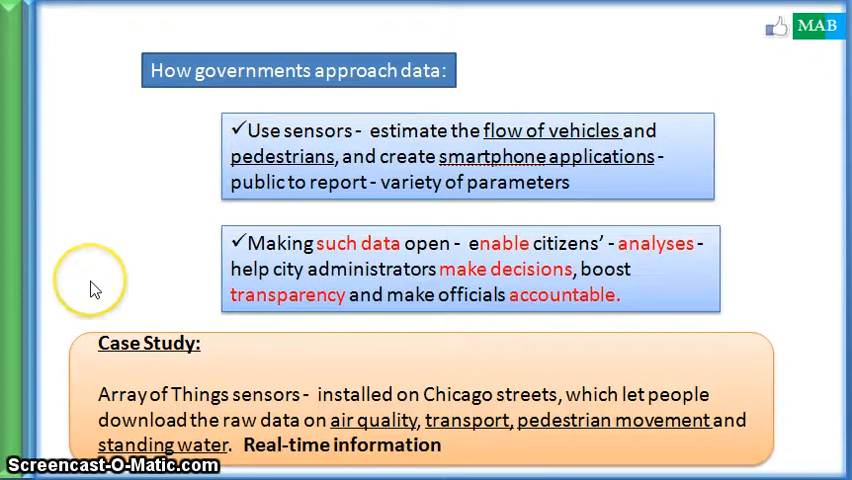 MAB
How governments approach data:
✓Use sensors - estimate the flow of vehicles and
pedestrians, and create smartphone applications -
public to report - variety of parameters
✓Making such data open - enable citizens’ - analyses -
help city administrators make decisions, boost
transparency and make officials accountable.
Case Study:
Array of Things sensors - installed on Chicago streets, which let people
download the raw data on air quality, transport, pedestrian movement and
standing water. Real-time information
Screencast-O-Matic.com